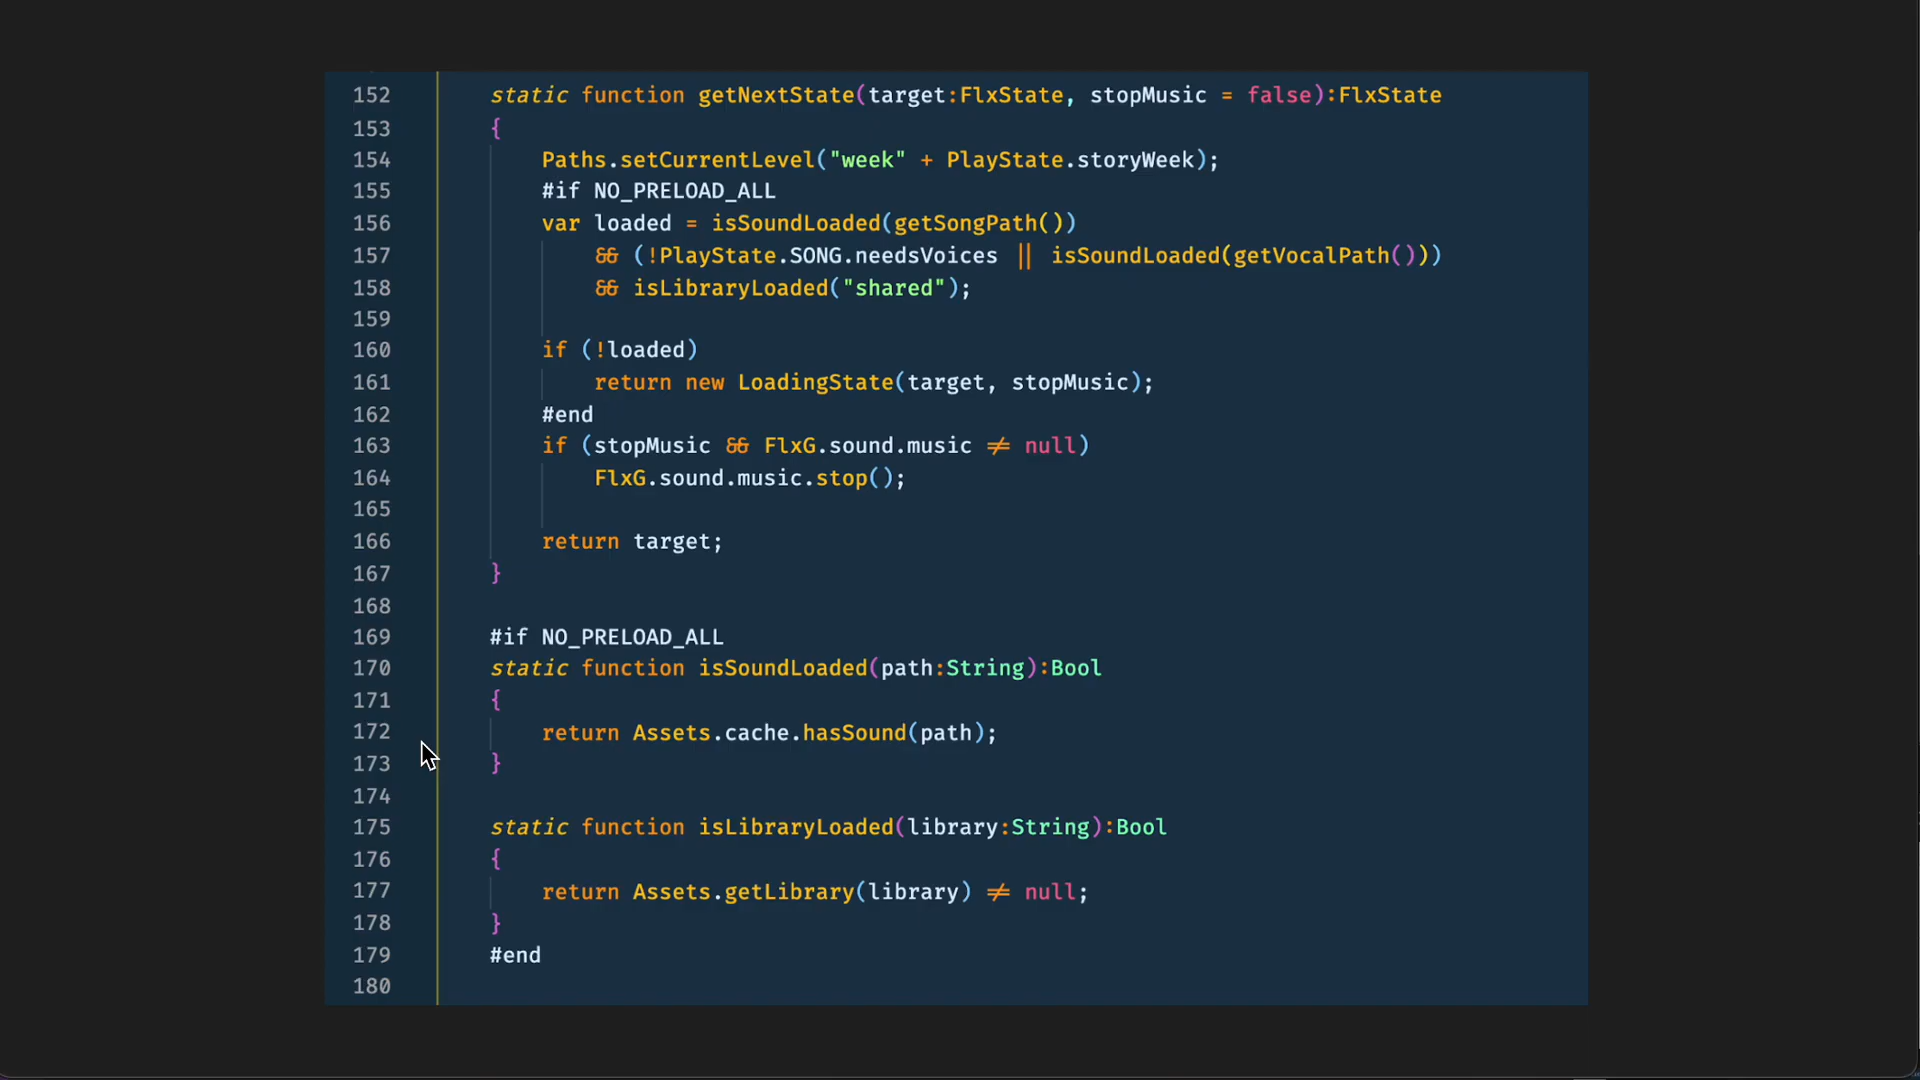 152 static function getNextState(target:FlxState, stopMusic = false):FlxState
153 {
154 Paths.setCurrentLevel("week" + PlayState.storyWeek);
155 #if NO_PRELOAD_ALL
156 var loaded = isSoundLoaded(getSongPath())
157 && (!PlayState.SONG.needsVoices || isSoundLoaded(getVocalPath()))
158 && isLibraryLoaded("shared");
159
160 if (!loaded)
161 return new LoadingState(target, stopMusic);
162 #end
163 if (stopMusic && FlxG.sound.music != null)
164 FlxG.sound.music.stop();
165
166 return target;
167 }
168
169 #if NO_PRELOAD_ALL
170 static function isSoundLoaded(path:String):Bool
171 {
172 return Assets.cache.hasSound(path);
173 }
174
175 static function isLibraryLoaded(library:String):Bool
176 {
177 return Assets.getLibrary(library) != null;
178 }
179 #end
180